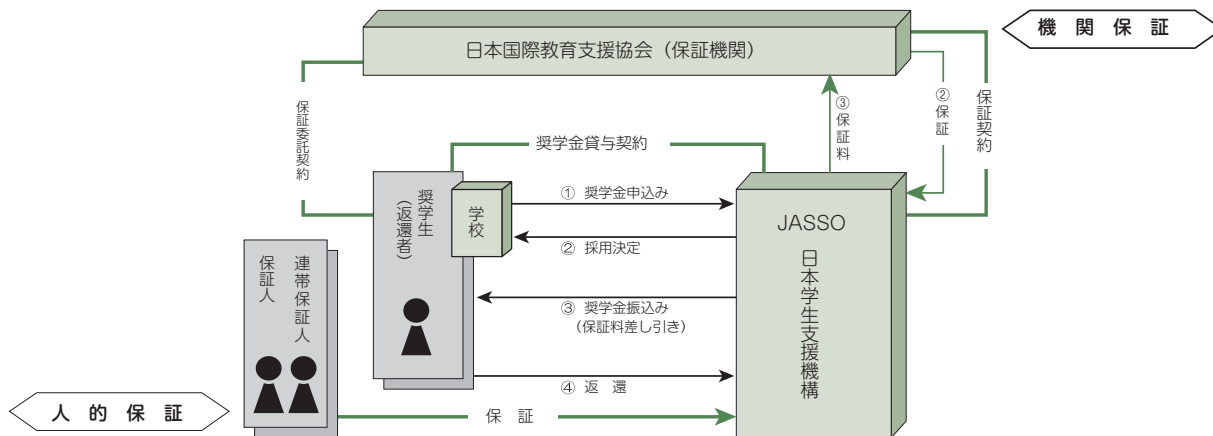 機関保証
日本国際教育支援協会（保証機関）
保証委託契約
③保証料
②保証
保証契約
奨学金貸与契約
奨学生
（返還者）
学校
① 奨学金申込み
② 採用決定
③ 奨学金振込み
（保証料差し引き）
④ 返　還
JASSO
日本学生支援機構
連帯保証人
保証人
人的保証
保　証